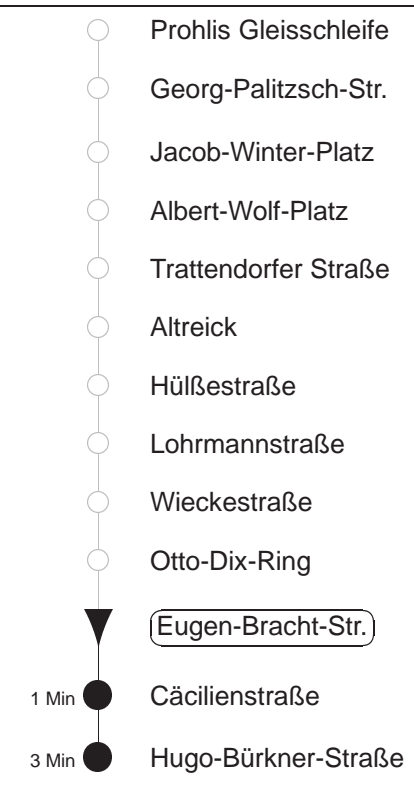 Prohlis Gleisschleife
Georg-Palitzsch-Str.
Jacob-Winter-Platz
Albert-Wolf-Platz
Trattendorfer Straße
Altreick
Hülßestraße
Lohrmannstraße
Wieckestraße
Otto-Dix-Ring
Eugen-Bracht-Str.
1 Min Cäcilienstraße
3 Min Hugo-Bürkner-Straße